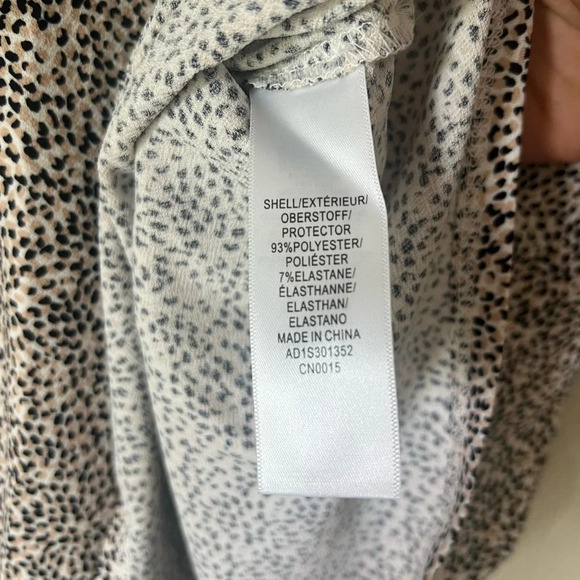 SHELL/EXTÉRIEUR/
OBERSTOFF/
PROTECTOR
93%POLYESTER/
POLIÉSTER
7%ELASTANE/
ÉLASTHANNE/
ELASTHAN/
ELASTANO
MADE IN CHINA
AD1S301352
CN0015